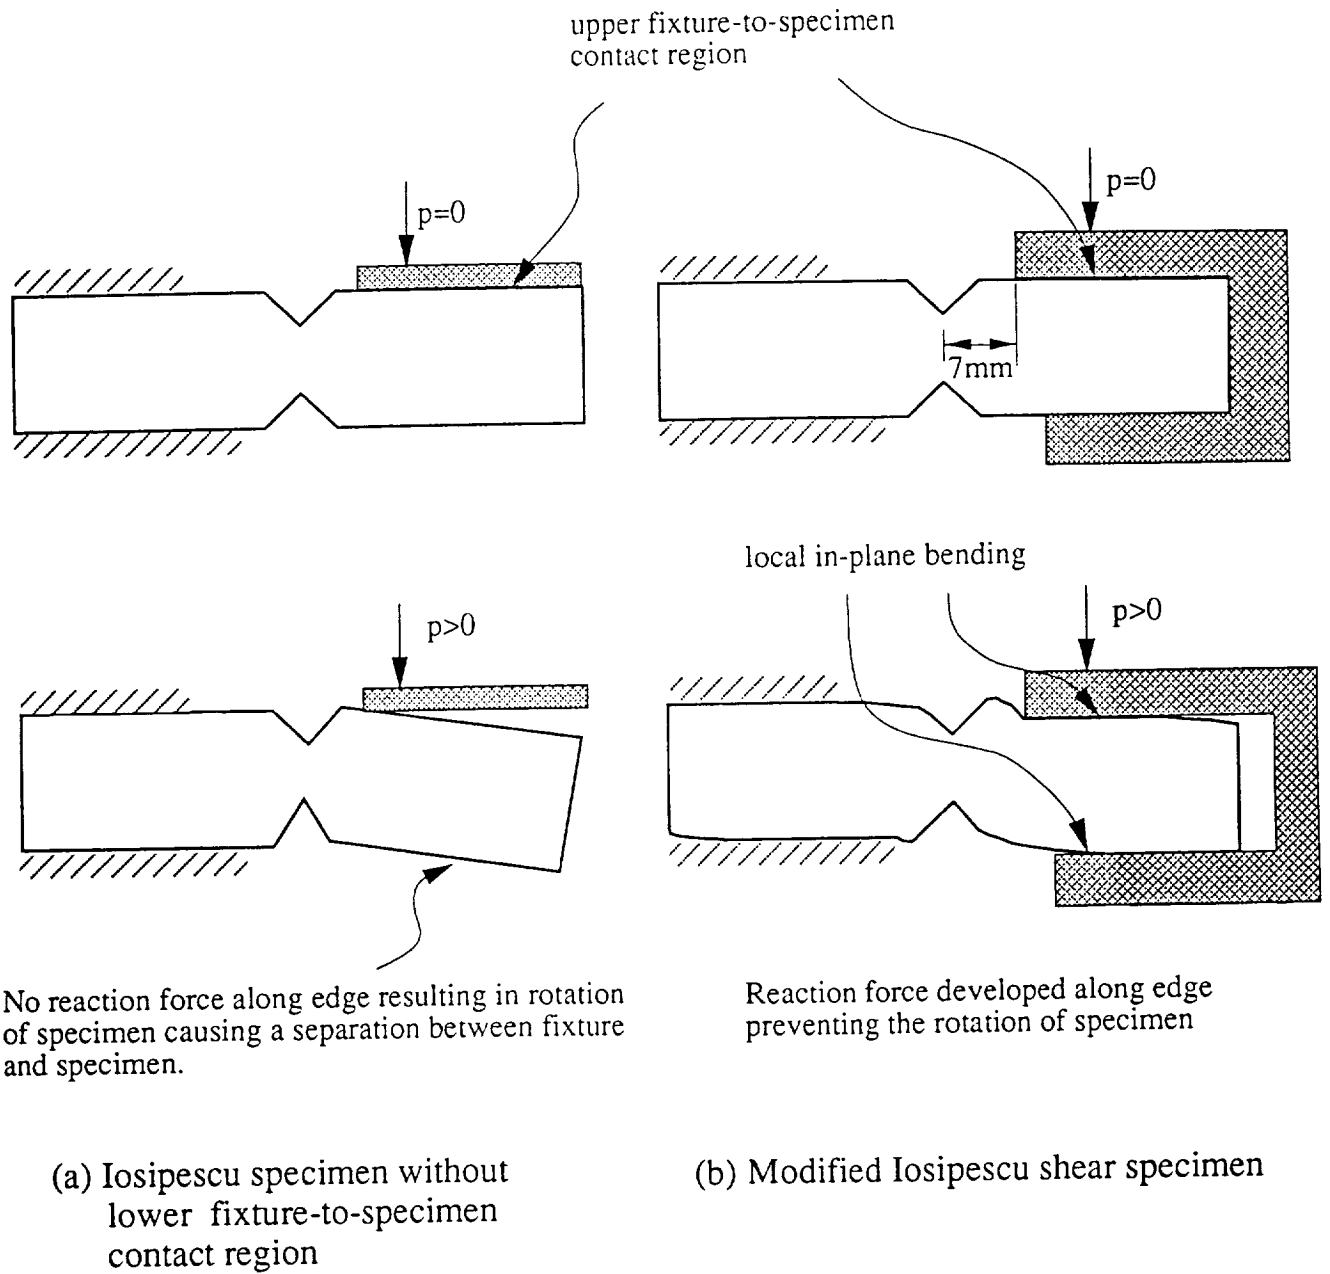 upper fixture-to-specimen
contact region
p=0
p=0
7mm
local in-plane bending
p>0
p>0
No reaction force along edge resulting in rotation
of specimen causing a separation between fixture
and specimen.
Reaction force developed along edge
preventing the rotation of specimen
(a) Iosipescu specimen without
lower fixture-to-specimen
contact region
(b) Modified Iosipescu shear specimen